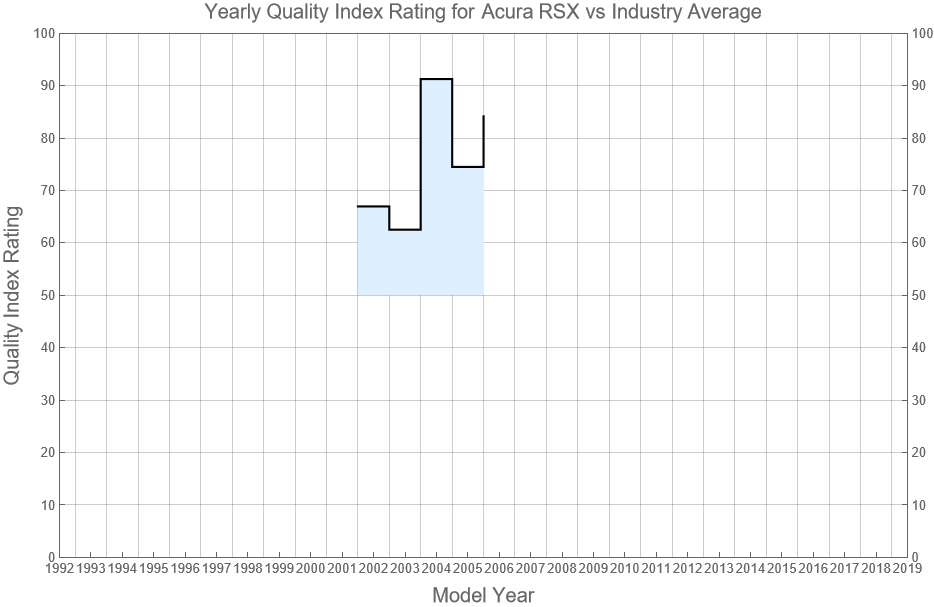 Yearly Quality Index Rating for Acura RSX vs Industry Average
100 100
90 90
80 80
70 70
60 60
50 50
40 40
30 30
20 20
10 10
0 0
Quality Index Rating
1992 1993 1994 1995 1996 1997 1998 1999 2000 2001 2002 2003 2004 2005 2006 2007 2008 2009 2010 2011 2012 2013 2014 2015 2016 2017 2018 2019
Model Year